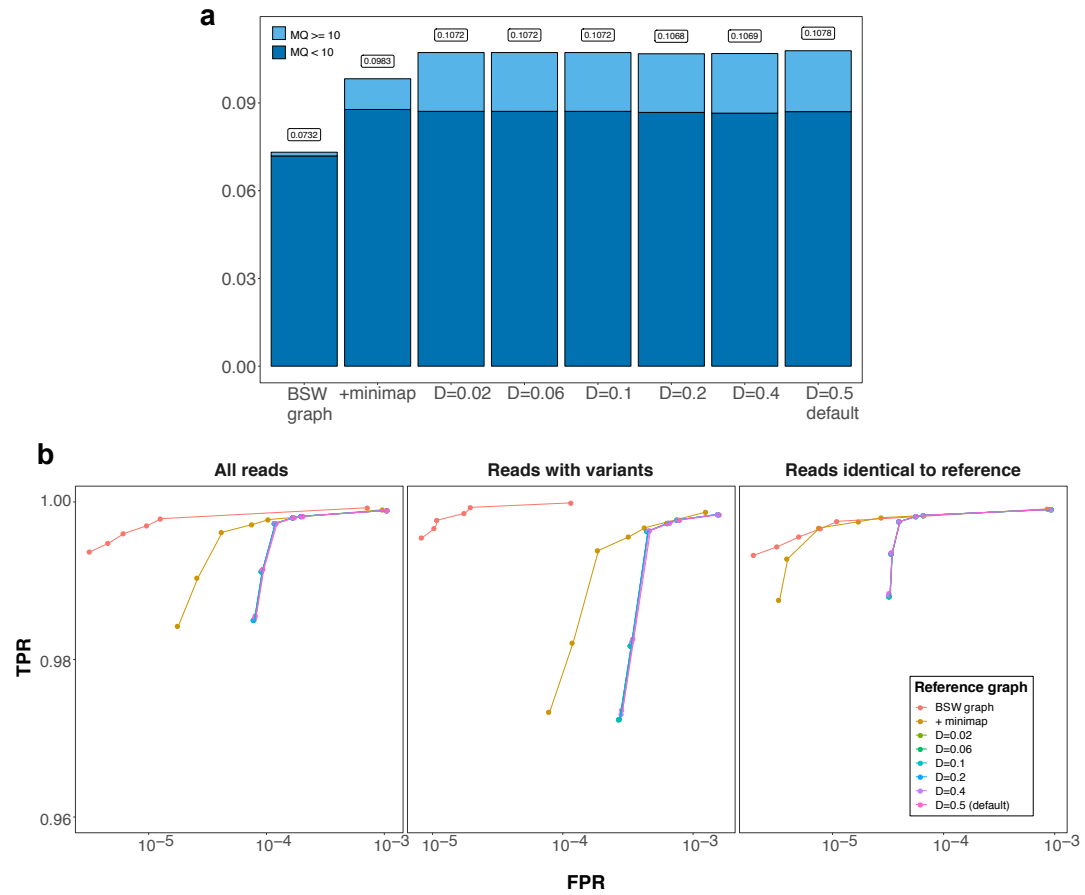 a
MQ >= 10
MQ < 10
0.0732
0.0983
0.1072
0.1072
0.1072
0.1068
0.1069
0.1078
0.09
0.06
0.03
0.00
BSW graph
+minimap
D=0.02
D=0.06
D=0.1
D=0.2
D=0.4
D=0.5 default
b
All reads
Reads with variants
Reads identical to reference
TPR
1.00
0.98
0.96
Reference graph
BSW graph
+ minimap
D=0.02
D=0.06
D=0.1
D=0.2
D=0.4
D=0.5 (default)
10⁻⁵ 10⁻⁴ 10⁻³
10⁻⁵ 10⁻⁴ 10⁻³
10⁻⁵ 10⁻⁴ 10⁻³
FPR